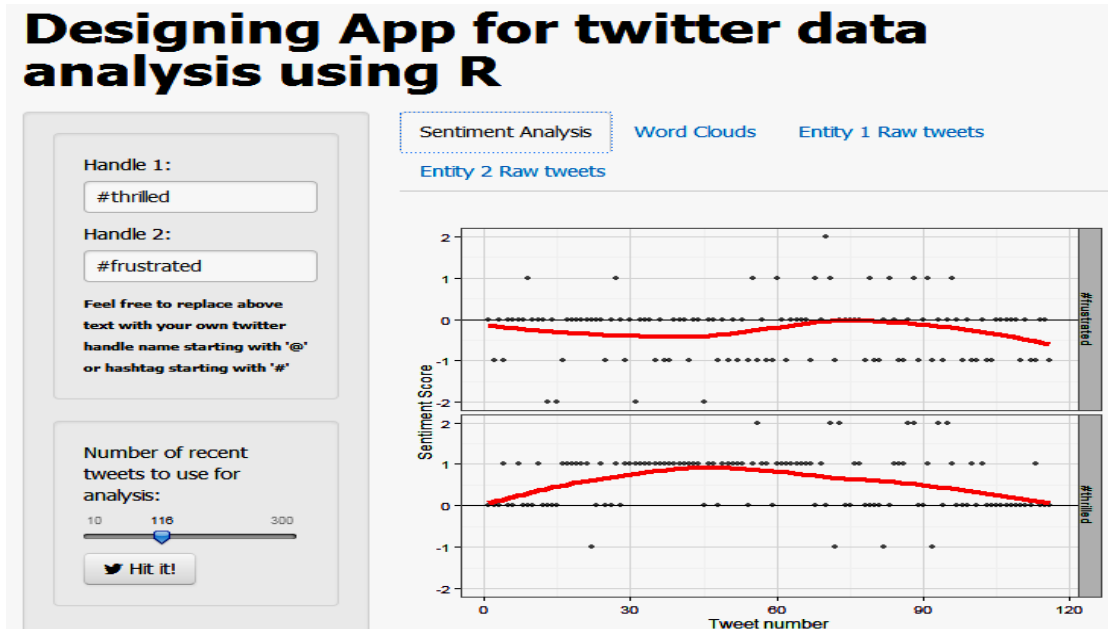 Designing App for twitter data
analysis using R
Handle 1:
#thrilled
Handle 2:
#frustrated
Feel free to replace above
text with your own twitter
handle name starting with '@'
or hashtag starting with '#'
Number of recent
tweets to use for
analysis:
10 116 300
Hit it!
Sentiment Analysis Word Clouds Entity 1 Raw tweets
Entity 2 Raw tweets
Sentiment Score
2
1
0
-1
-2
#frustrated
2
1
0
-1
-2
#thrilled
0 30 60 90 120
Tweet number